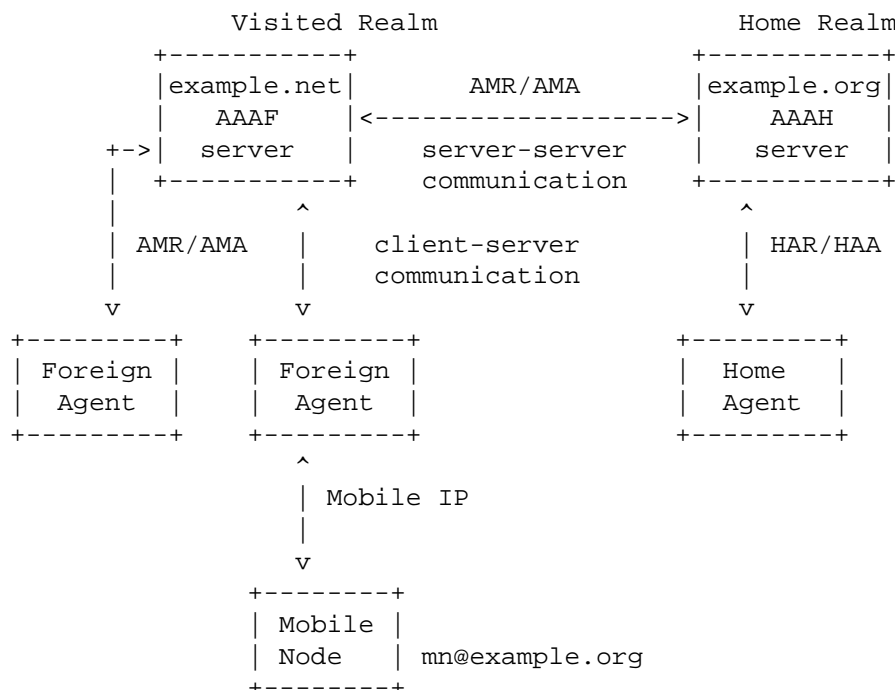 Visited Realm                     Home Realm
+-----------+                     +-----------+
|example.net|       AMR/AMA       |example.org|
|   AAAF    |<------------------->|   AAAH    |
+->|  server   |    server-server    |  server   |
|  +-----------+    communication    +-----------+
|           ^                           ^
| AMR/AMA   |    client-server          | HAR/HAA
|           |    communication          |
v           v                           v
+---------+    +---------+                +---------+
| Foreign |    | Foreign |                |  Home   |
|  Agent  |    |  Agent  |                |  Agent  |
+---------+    +---------+                +---------+
^
| Mobile IP
|
v
+--------+
| Mobile |
| Node   | mn@example.org
+--------+